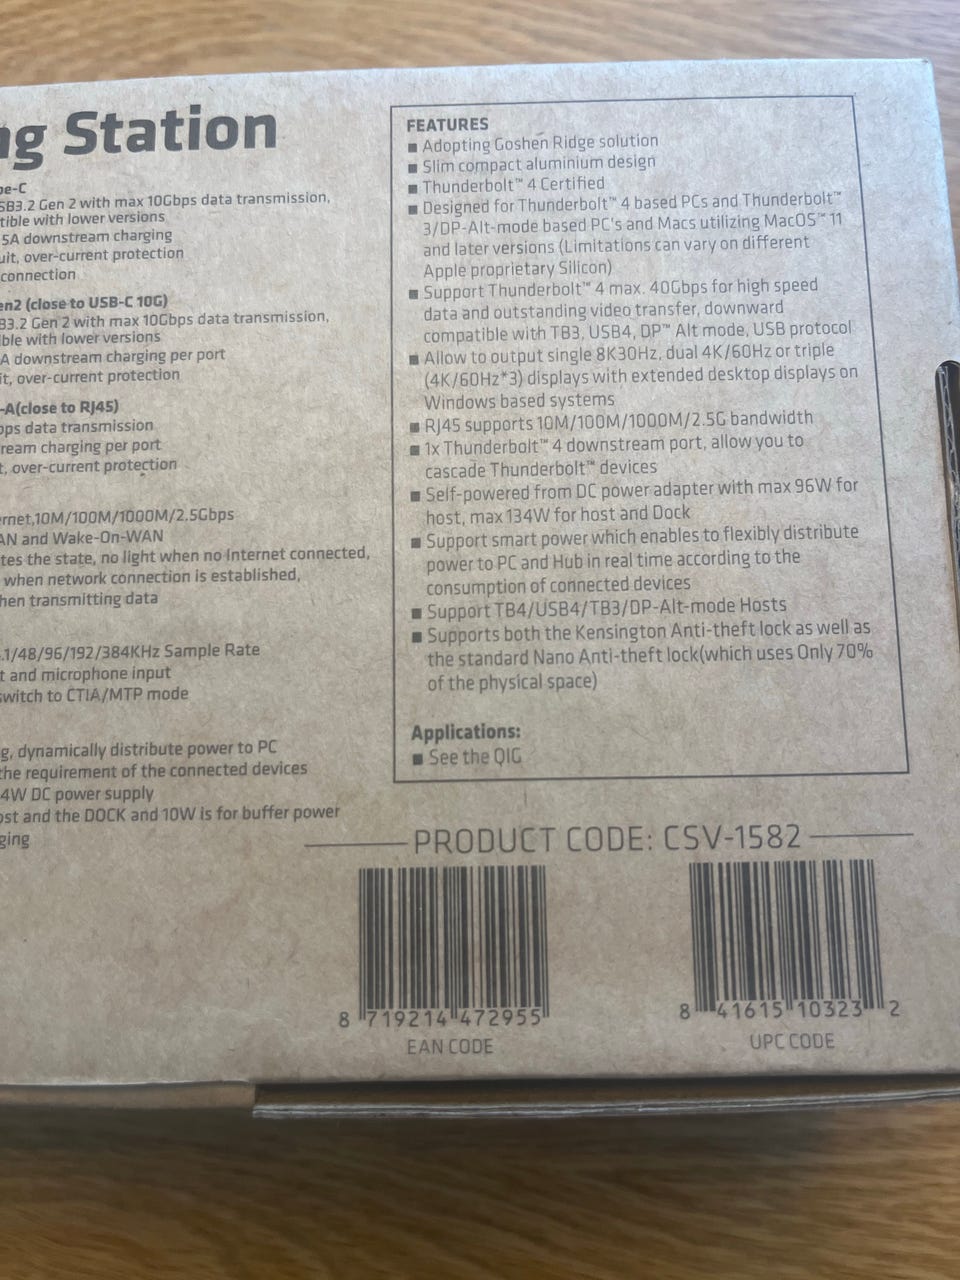 ng Station
pe-C
SB3.2 Gen 2 with max 10Gbps data transmission,
tible with lower versions
5A downstream charging
uit, over-current protection
connection
en2 (close to USB-C 10G)
B3.2 Gen 2 with max 10Gbps data transmission,
ble with lower versions
A downstream charging per port
it, over-current protection
-A(close to RJ45)
ops data transmission
ream charging per port
t, over-current protection
ernet,10M/100M/1000M/2.5Gbps
AN and Wake-On-WAN
tes the state, no light when no Internet connected,
when network connection is established,
hen transmitting data
.1/48/96/192/384KHz Sample Rate
t and microphone input
switch to CTIA/MTP mode
g, dynamically distribute power to PC
the requirement of the connected devices
4W DC power supply
ost and the DOCK and 10W is for buffer power
ging
FEATURES
■ Adopting Goshen Ridge solution
■ Slim compact aluminium design
■ Thunderbolt™ 4 Certified
■ Designed for Thunderbolt™ 4 based PCs and Thunderbolt™
3/DP-Alt-mode based PC's and Macs utilizing MacOS™ 11
and later versions (Limitations can vary on different
Apple proprietary Silicon)
■ Support Thunderbolt™ 4 max. 40Gbps for high speed
data and outstanding video transfer, downward
compatible with TB3, USB4, DP™ Alt mode, USB protocol
■ Allow to output single 8K30Hz, dual 4K/60Hz or triple
(4K/60Hz*3) displays with extended desktop displays on
Windows based systems
■ RJ45 supports 10M/100M/1000M/2.5G bandwidth
■ 1x Thunderbolt™ 4 downstream port, allow you to
cascade Thunderbolt™ devices
■ Self-powered from DC power adapter with max 96W for
host, max 134W for host and Dock
■ Support smart power which enables to flexibly distribute
power to PC and Hub in real time according to the
consumption of connected devices
■ Support TB4/USB4/TB3/DP-Alt-mode Hosts
■ Supports both the Kensington Anti-theft lock as well as
the standard Nano Anti-theft lock(which uses Only 70%
of the physical space)
Applications:
■ See the QIG
PRODUCT CODE: CSV-1582
8 719214 472955
EAN CODE
8 41615 10323 2
UPC CODE